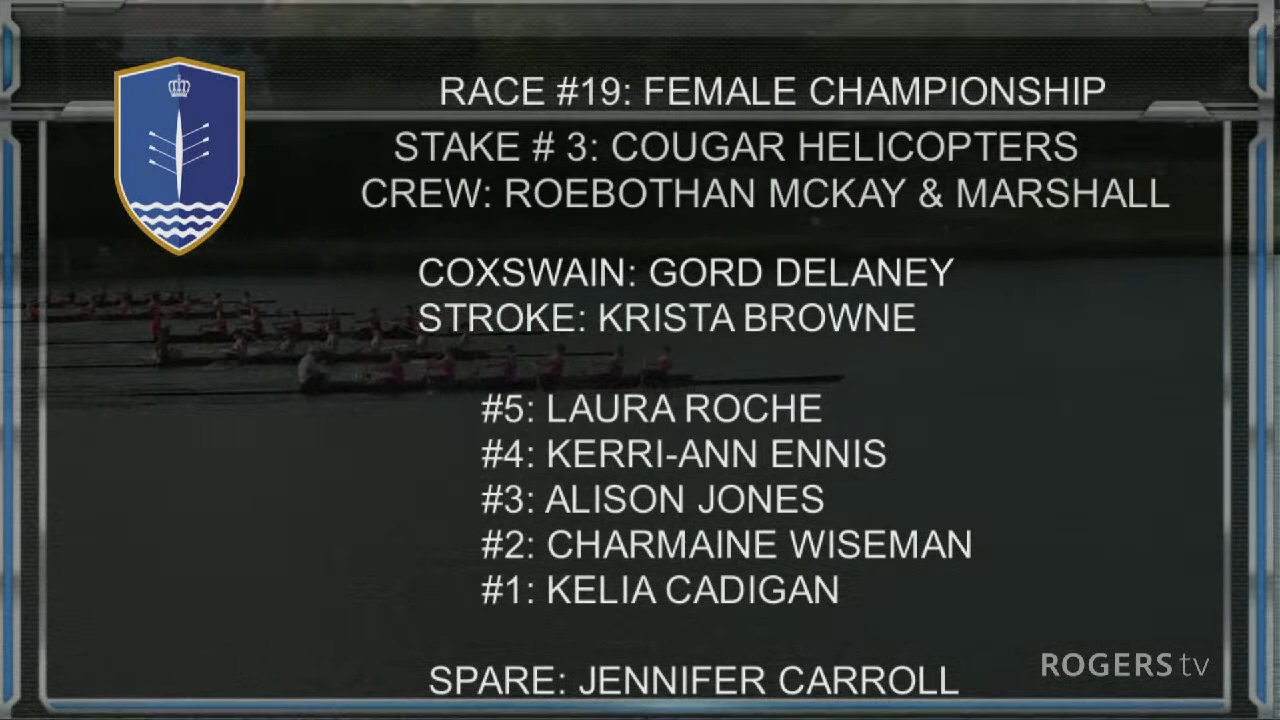 RACE #19: FEMALE CHAMPIONSHIP
STAKE # 3: COUGAR HELICOPTERS
CREW: ROEBOTHAN MCKAY & MARSHALL
COXSWAIN: GORD DELANEY
STROKE: KRISTA BROWNE
#5: LAURA ROCHE
#4: KERRI-ANN ENNIS
#3: ALISON JONES
#2: CHARMAINE WISEMAN
#1: KELIA CADIGAN
ROGERS tv
SPARE: JENNIFER CARROLL